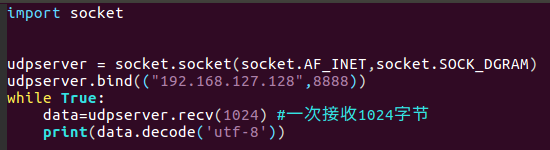 import socket
udpserver = socket.socket(socket.AF_INET,socket.SOCK_DGRAM)
udpserver.bind(("192.168.127.128",8888))
while True:
    data=udpserver.recv(1024) #一次接收1024字节
    print(data.decode('utf-8'))